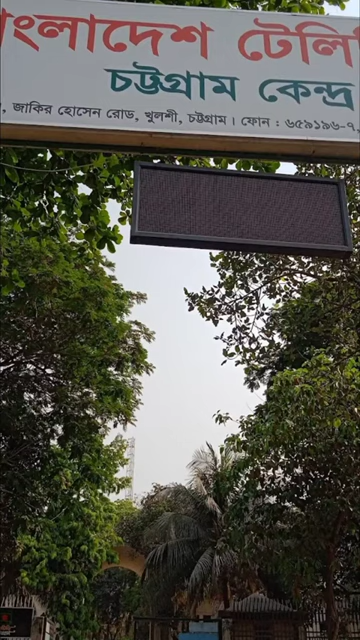 বাংলাদেশ টেলি
চট্টগ্রাম কেন্দ্র
, জাকির হোসেন রোড, খুলশী, চট্টগ্রাম। ফোন : ৬৫৯১৯৬-৭